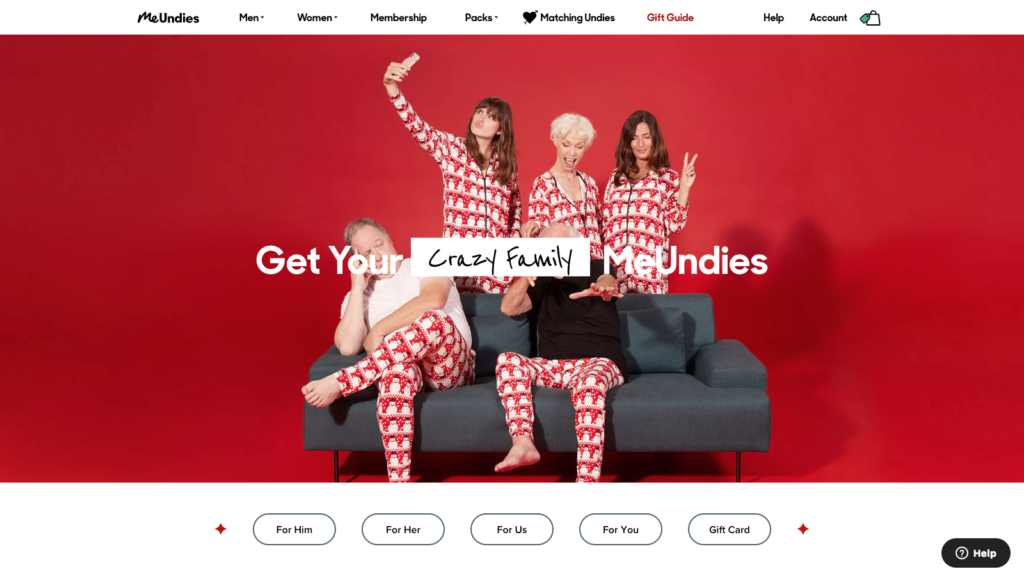 MeUndies Men Women Membership Packs Matching Undies Gift Guide Help Account
Get Your Crazy Family MeUndies
For Him For Her For Us For You Gift Card
Help